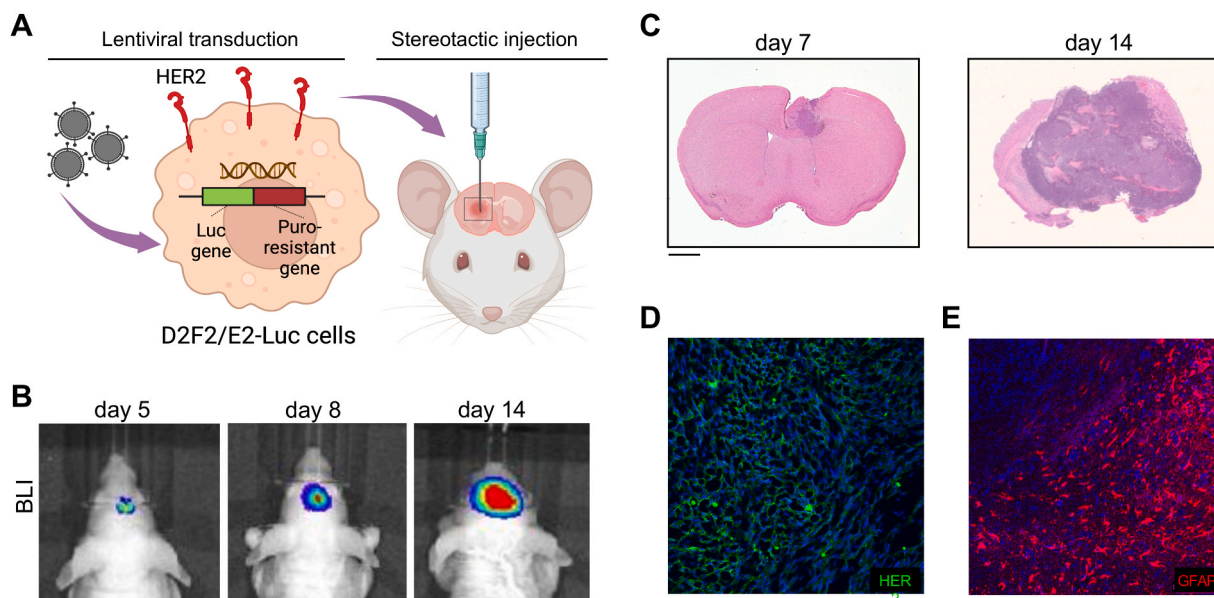 A
Lentiviral transduction
Stereotactic injection
HER2
Luc
gene
Puro-
resistant
gene
D2F2/E2-Luc cells
B
day 5
day 8
day 14
BLI
C
day 7
day 14
D
HER
2
E
GFAP